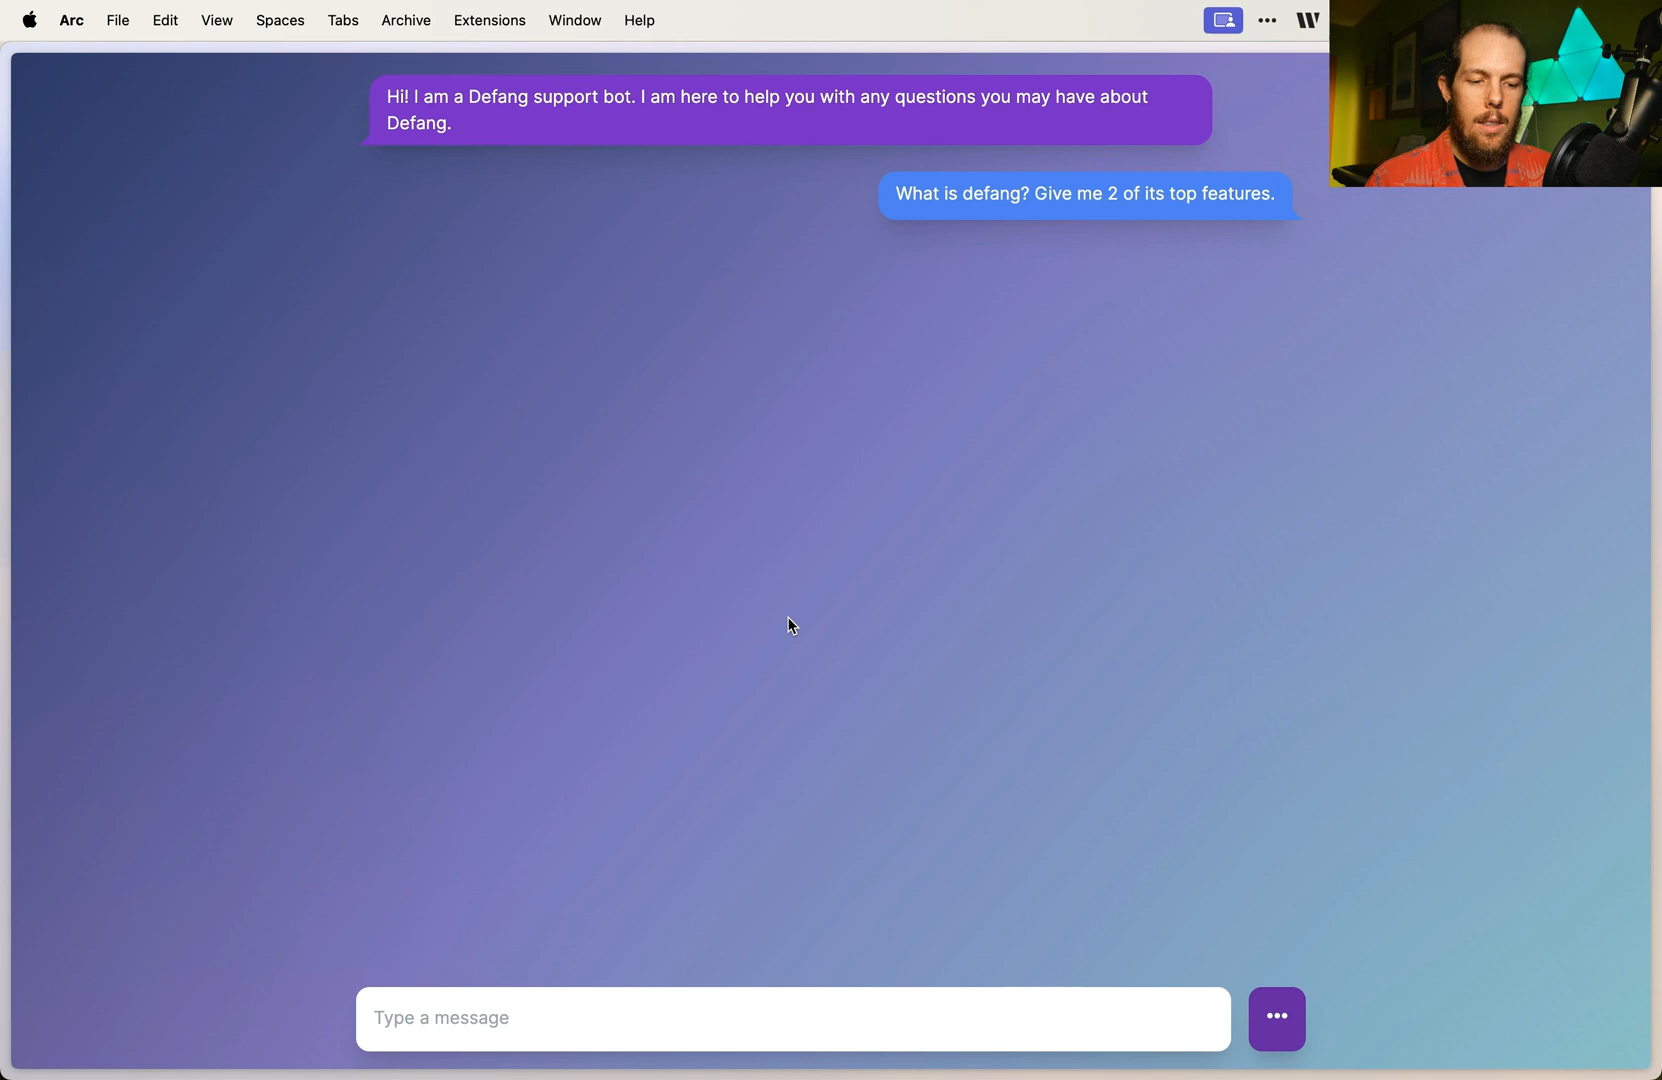 Arc File Edit View Spaces Tabs Archive Extensions Window Help
Hi! I am a Defang support bot. I am here to help you with any questions you may have about
Defang.
What is defang? Give me 2 of its top features.
Type a message